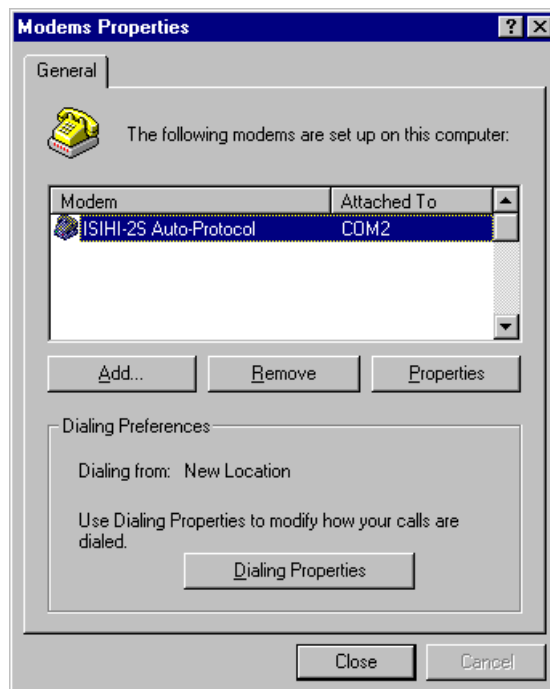 Modems Properties
General
The following modems are set up on this computer:
Modem Attached To
ISIHI-2S Auto-Protocol COM2
Add... Remove Properties
Dialing Preferences
Dialing from: New Location
Use Dialing Properties to modify how your calls are
dialed.
Dialing Properties
Close Cancel